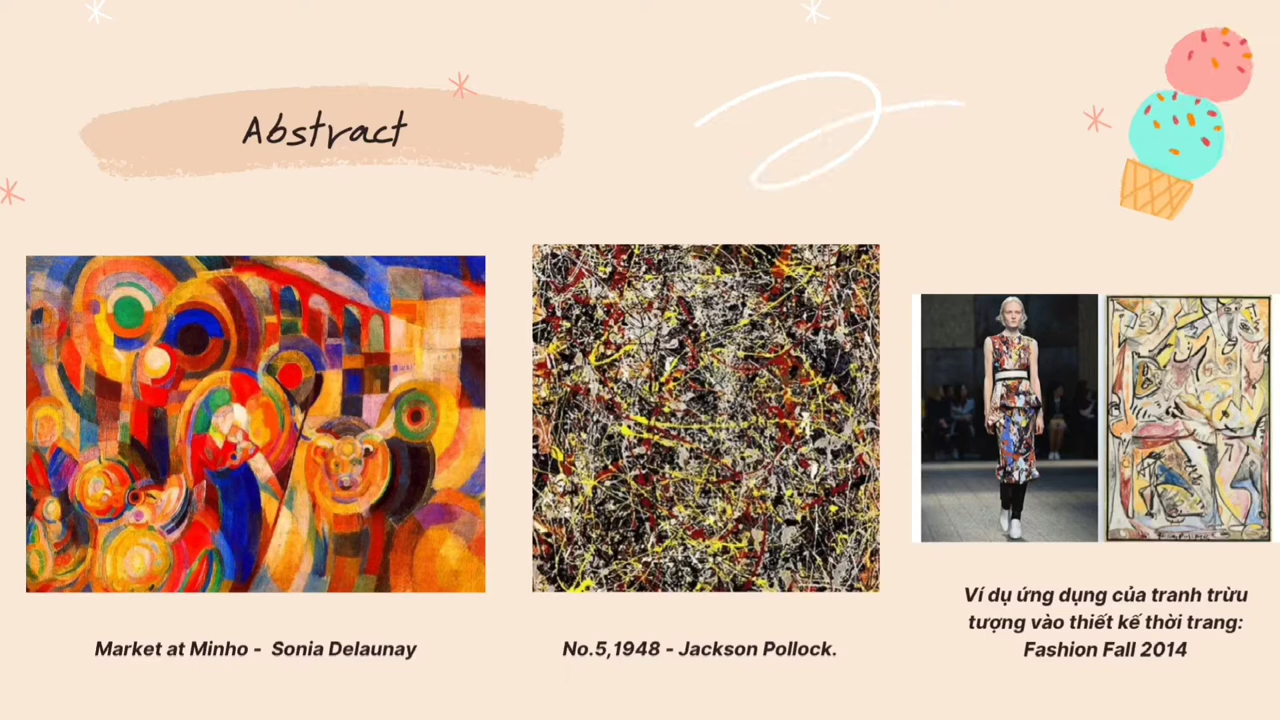 Abstract
Market at Minho - Sonia Delaunay
No.5,1948 - Jackson Pollock.
Ví dụ ứng dụng của tranh trừu
tượng vào thiết kế thời trang:
Fashion Fall 2014